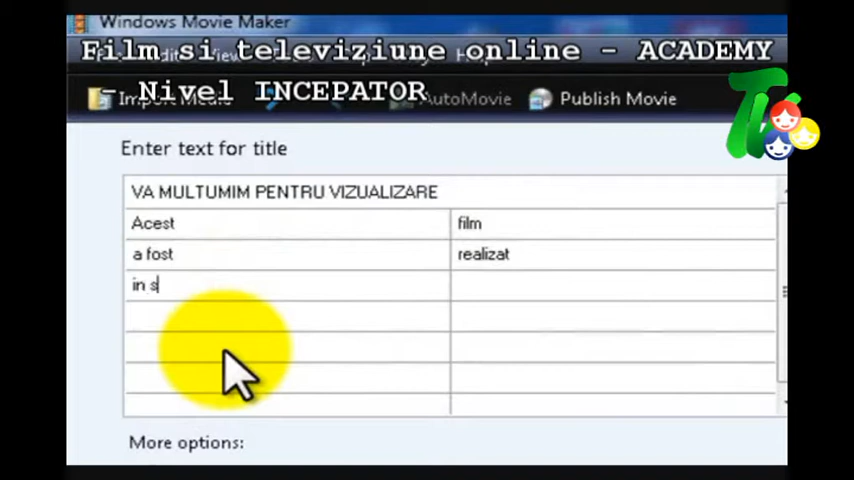 Windows Movie Maker
Film si televiziune online - ACADEMY
- Nivel INCEPATOR
AutoMovie
Publish Movie
Enter text for title
VA MULTUMIM PENTRU VIZUALIZARE
Acest film
a fost realizat
in s
More options: